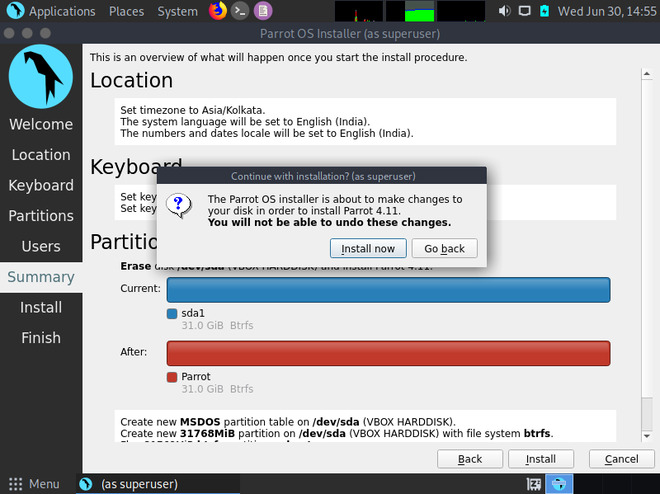 Applications Places System Wed Jun 30, 14:55
Parrot OS Installer (as superuser)
This is an overview of what will happen once you start the install procedure.
Welcome
Location
Keyboard
Partitions
Users
Summary
Install
Finish
Location
Set timezone to Asia/Kolkata.
The system language will be set to English (India).
The numbers and dates locale will be set to English (India).
Keyboard
Set key
Set key
Continue with installation? (as superuser)
The Parrot OS installer is about to make changes to
your disk in order to install Parrot 4.11.
You will not be able to undo these changes.
Install now Go back
Partitio
Erase disk /dev/sda (VBOX HARDDISK) and install Parrot 4.11.
Current:
sda1
31.0 GiB Btrfs
After:
Parrot
31.0 GiB Btrfs
Create new MSDOS partition table on /dev/sda (VBOX HARDDISK).
Create new 31768MiB partition on /dev/sda (VBOX HARDDISK) with file system btrfs.
Back Install Cancel
Menu (as superuser)